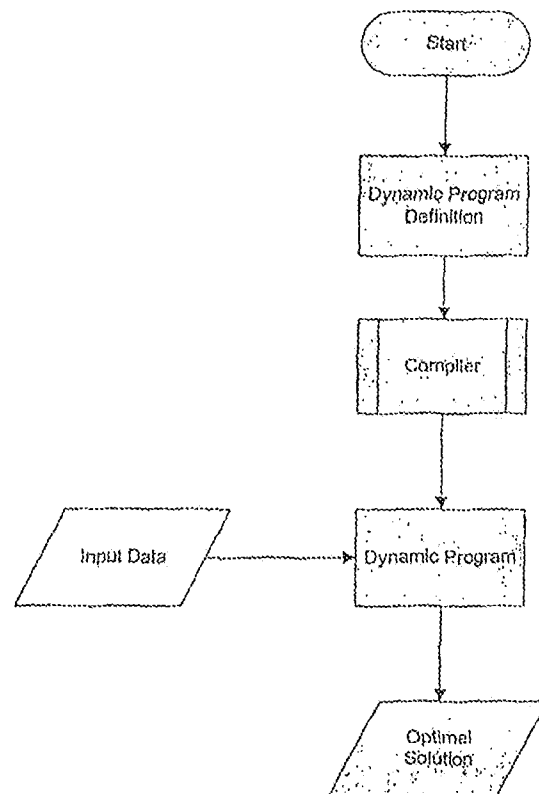 Start
Dynamic Program
Definition
Compiler
Input Data
Dynamic Program
Optimal
Solution